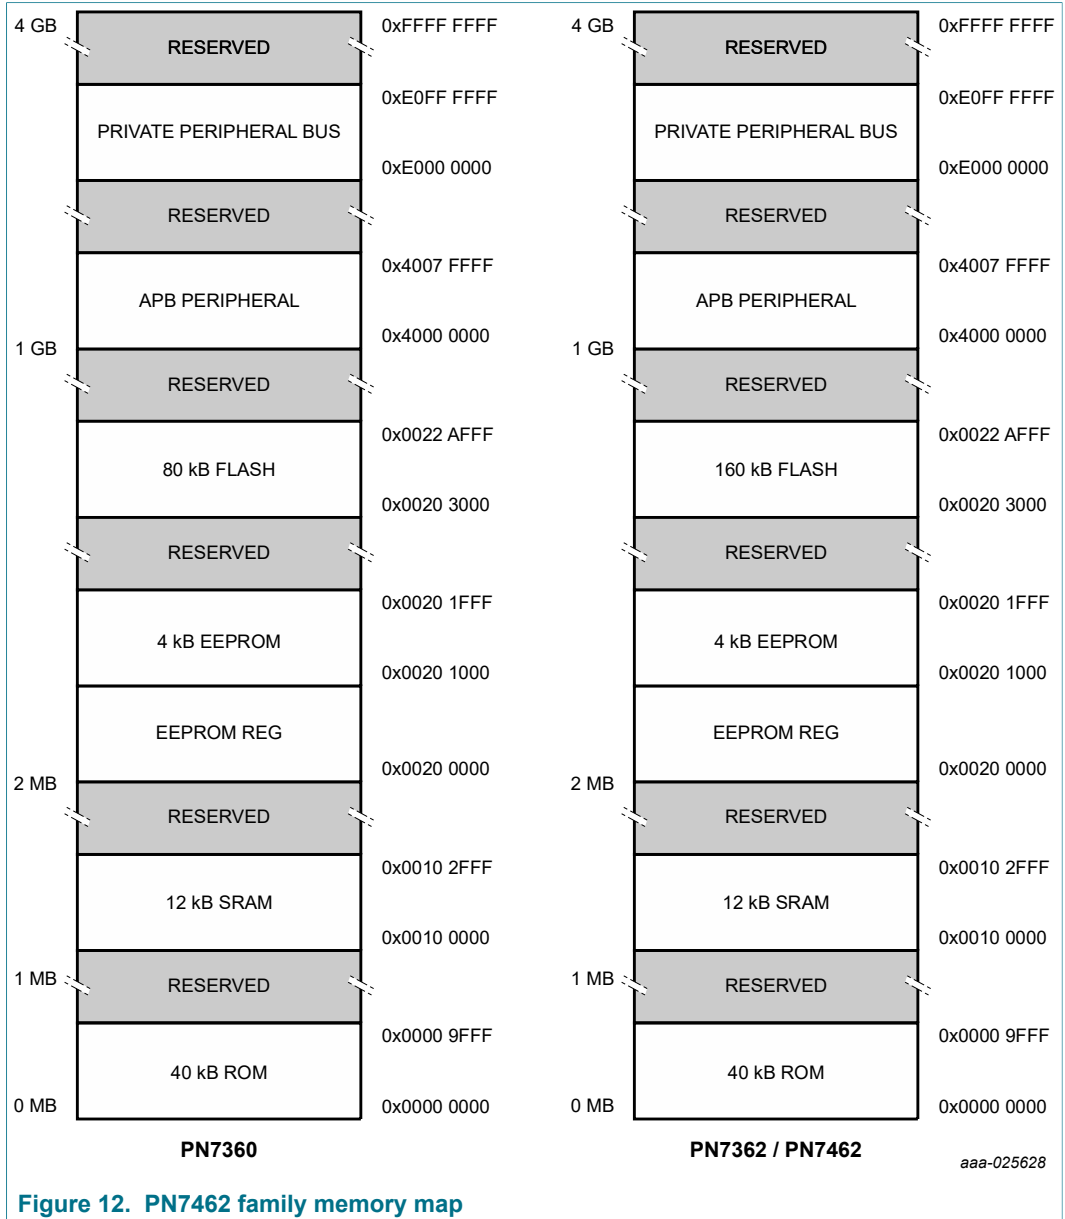 4 GB
RESERVED
0xFFFF FFFF
0xE0FF FFFF
PRIVATE PERIPHERAL BUS
0xE000 0000
RESERVED
0x4007 FFFF
APB PERIPHERAL
0x4000 0000
1 GB
RESERVED
0x0022 AFFF
80 kB FLASH
0x0020 3000
RESERVED
0x0020 1FFF
4 kB EEPROM
0x0020 1000
EEPROM REG
0x0020 0000
2 MB
RESERVED
0x0010 2FFF
12 kB SRAM
0x0010 0000
1 MB
RESERVED
0x0000 9FFF
40 kB ROM
0 MB
0x0000 0000
PN7360
4 GB
RESERVED
0xFFFF FFFF
0xE0FF FFFF
PRIVATE PERIPHERAL BUS
0xE000 0000
RESERVED
0x4007 FFFF
APB PERIPHERAL
0x4000 0000
1 GB
RESERVED
0x0022 AFFF
160 kB FLASH
0x0020 3000
RESERVED
0x0020 1FFF
4 kB EEPROM
0x0020 1000
EEPROM REG
0x0020 0000
2 MB
RESERVED
0x0010 2FFF
12 kB SRAM
0x0010 0000
1 MB
RESERVED
0x0000 9FFF
40 kB ROM
0 MB
0x0000 0000
PN7362 / PN7462
aaa-025628
Figure 12. PN7462 family memory map